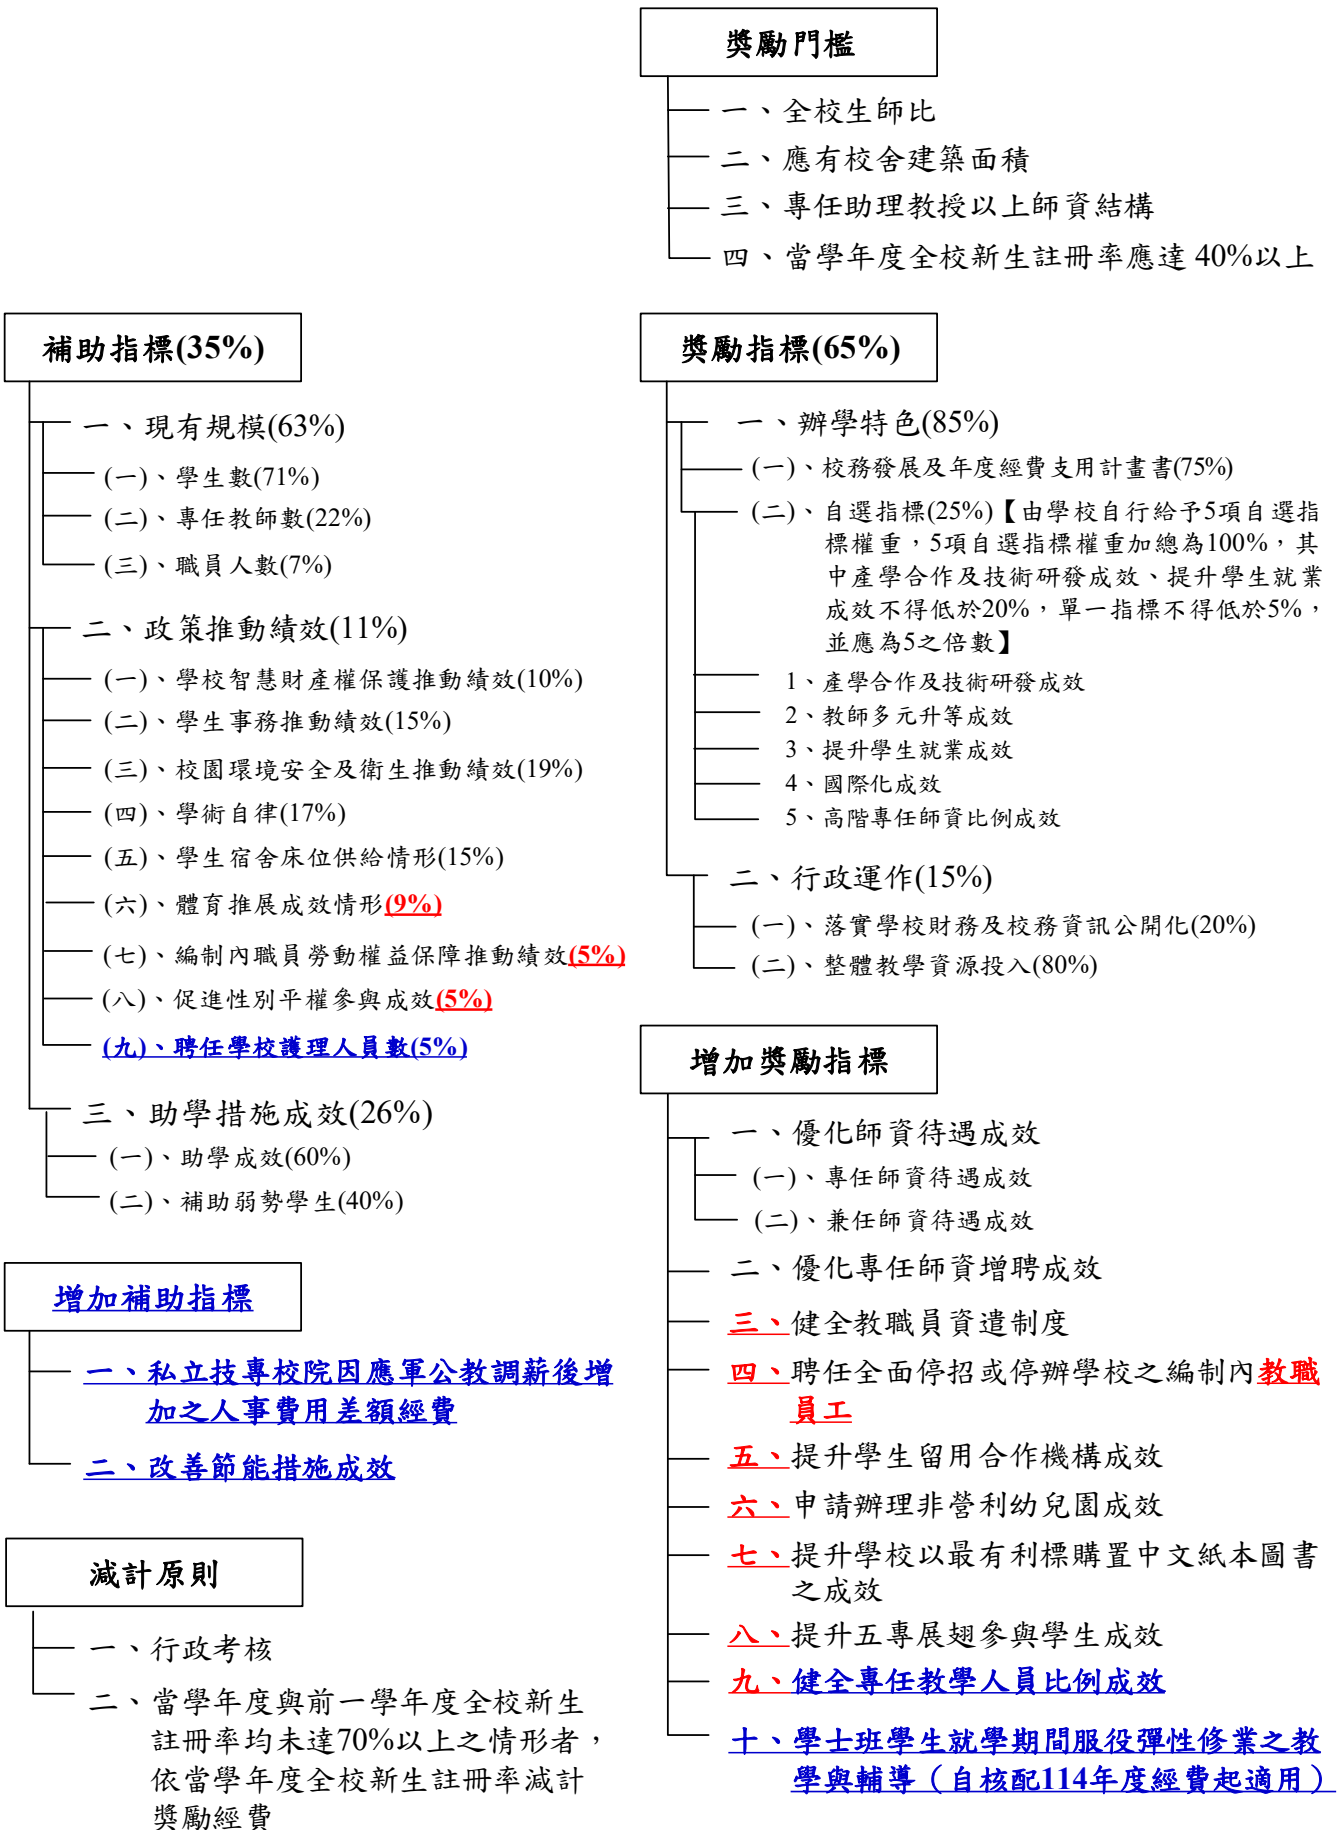 獎勵門檻
一、全校生師比
二、應有校舍建築面積
三、專任助理教授以上師資結構
四、當學年度全校新生註冊率應達 40%以上
補助指標(35%)
一、現有規模(63%)
(一)、學生數(71%)
(二)、專任教師數(22%)
(三)、職員人數(7%)
二、政策推動績效(11%)
(一)、學校智慧財產權保護推動績效(10%)
(二)、學生事務推動績效(15%)
(三)、校園環境安全及衛生推動績效(19%)
(四)、學術自律(17%)
(五)、學生宿舍床位供給情形(15%)
(六)、體育推展成效情形(9%)
(七)、編制內職員勞動權益保障推動績效(5%)
(八)、促進性別平權參與成效(5%)
(九)、聘任學校護理人員數(5%)
三、助學措施成效(26%)
(一)、助學成效(60%)
(二)、補助弱勢學生(40%)
增加補助指標
一、私立技專校院因應軍公教調薪後增
加之人事費用差額經費
二、改善節能措施成效
減計原則
一、行政考核
二、當學年度與前一學年度全校新生
註冊率均未達70%以上之情形者，
依當學年度全校新生註冊率減計
獎勵經費
獎勵指標(65%)
一、辦學特色(85%)
(一)、校務發展及年度經費支用計畫書(75%)
(二)、自選指標(25%)【由學校自行給予5項自選指
標權重，5項自選指標權重加總為100%，其
中產學合作及技術研發成效、提升學生就業
成效不得低於20%，單一指標不得低於5%，
並應為5之倍數】
1、產學合作及技術研發成效
2、教師多元升等成效
3、提升學生就業成效
4、國際化成效
5、高階專任師資比例成效
二、行政運作(15%)
(一)、落實學校財務及校務資訊公開化(20%)
(二)、整體教學資源投入(80%)
增加獎勵指標
一、優化師資待遇成效
(一)、專任師資待遇成效
(二)、兼任師資待遇成效
二、優化專任師資增聘成效
三、健全教職員資遣制度
四、聘任全面停招或停辦學校之編制內教職
員工
五、提升學生留用合作機構成效
六、申請辦理非營利幼兒園成效
七、提升學校以最有利標購置中文紙本圖書
之成效
八、提升五專展翅參與學生成效
九、健全專任教學人員比例成效
十、學士班學生就學期間服役彈性修業之教
學與輔導（自核配114年度經費起適用）